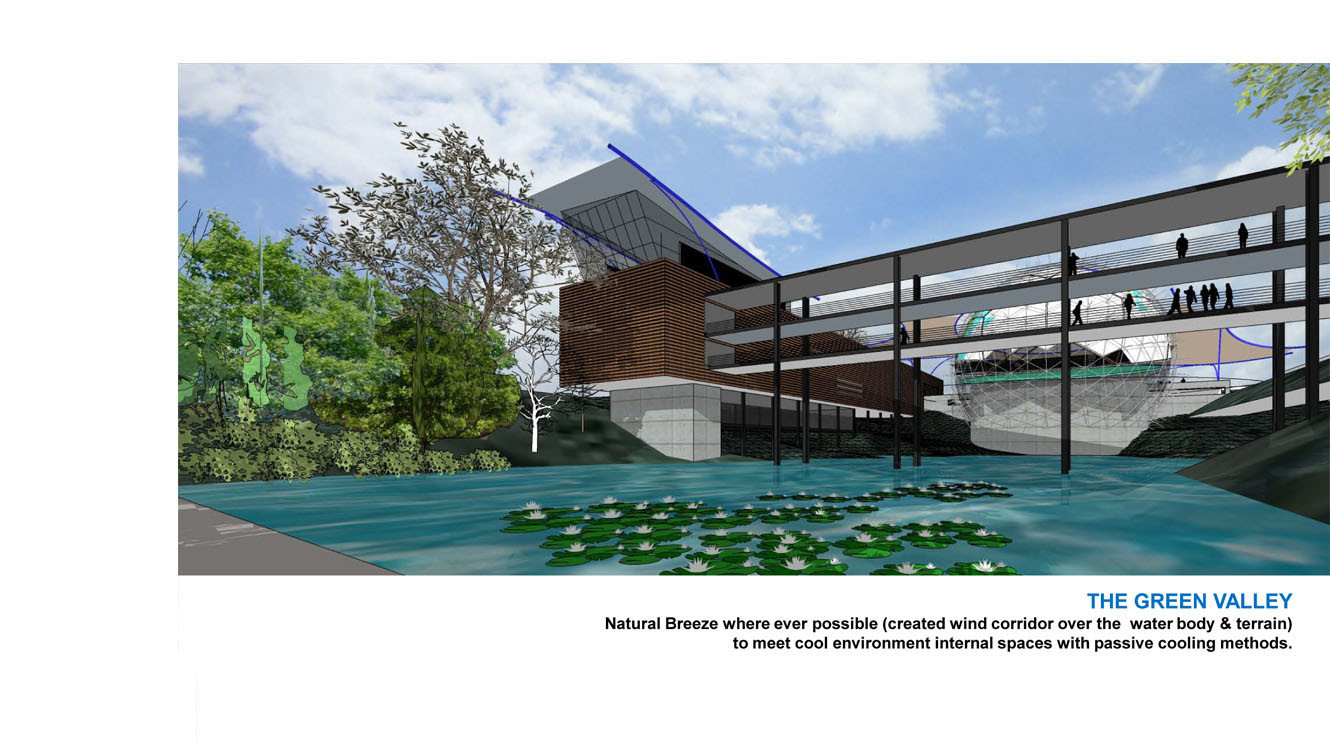 THE GREEN VALLEY
Natural Breeze where ever possible (created wind corridor over the  water body & terrain)
to meet cool environment internal spaces with passive cooling methods.